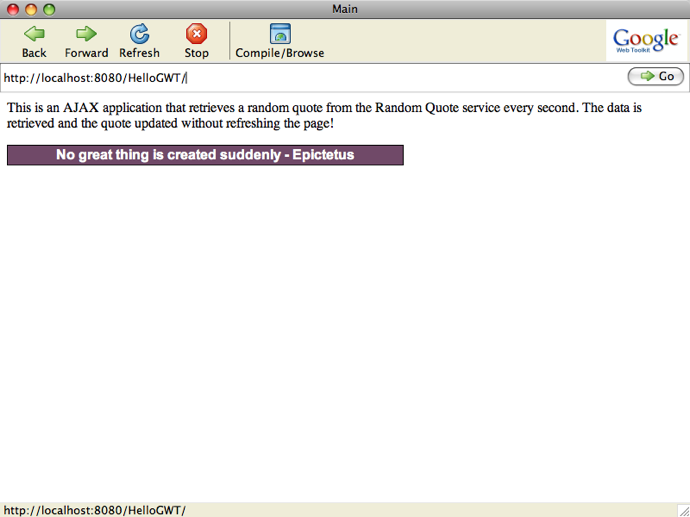 Main
Back Forward Refresh Stop Compile/Browse
Google
Web Toolkit
http://localhost:8080/HelloGWT/
Go
This is an AJAX application that retrieves a random quote from the Random Quote service every second. The data is
retrieved and the quote updated without refreshing the page!
No great thing is created suddenly - Epictetus
http://localhost:8080/HelloGWT/